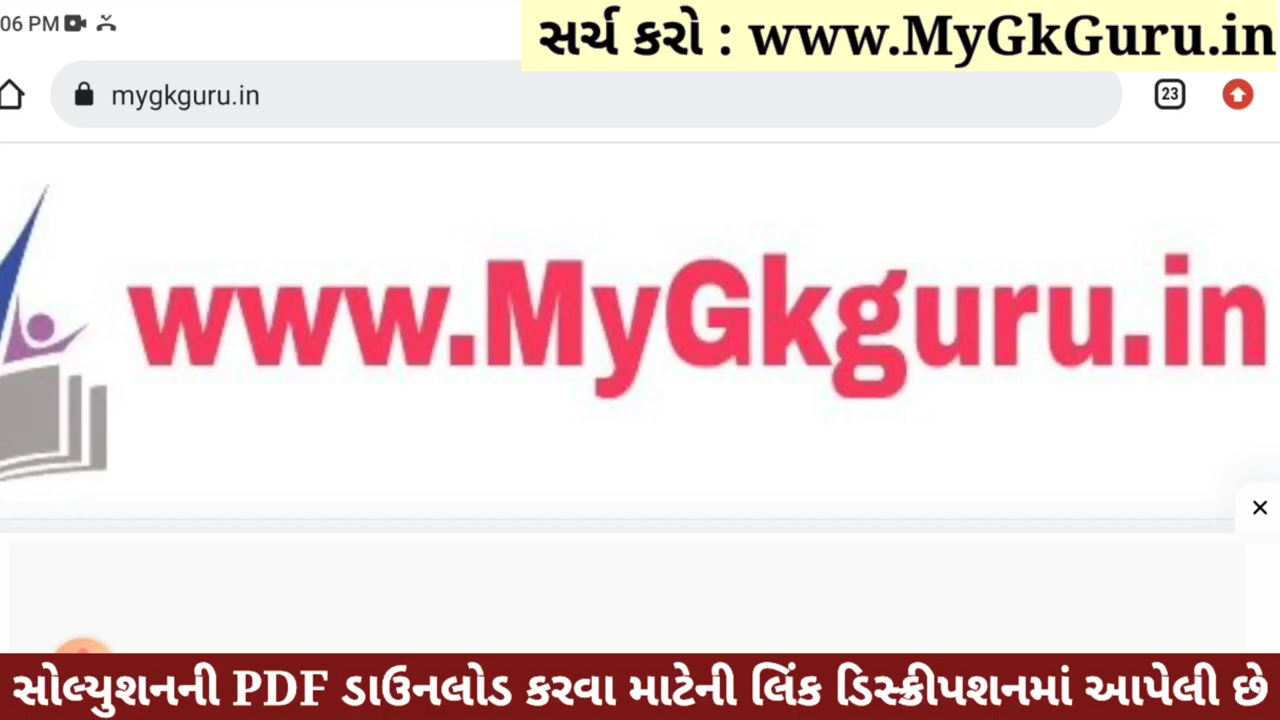 06 PM
સર્ચ કરો : www.MyGkGuru.in
mygkguru.in
23
www.MyGkguru.in
સોલ્યુશનની PDF ડાઉનલોડ કરવા માટેની લિંક ડિસ્ક્રીપશનમાં આપેલી છે